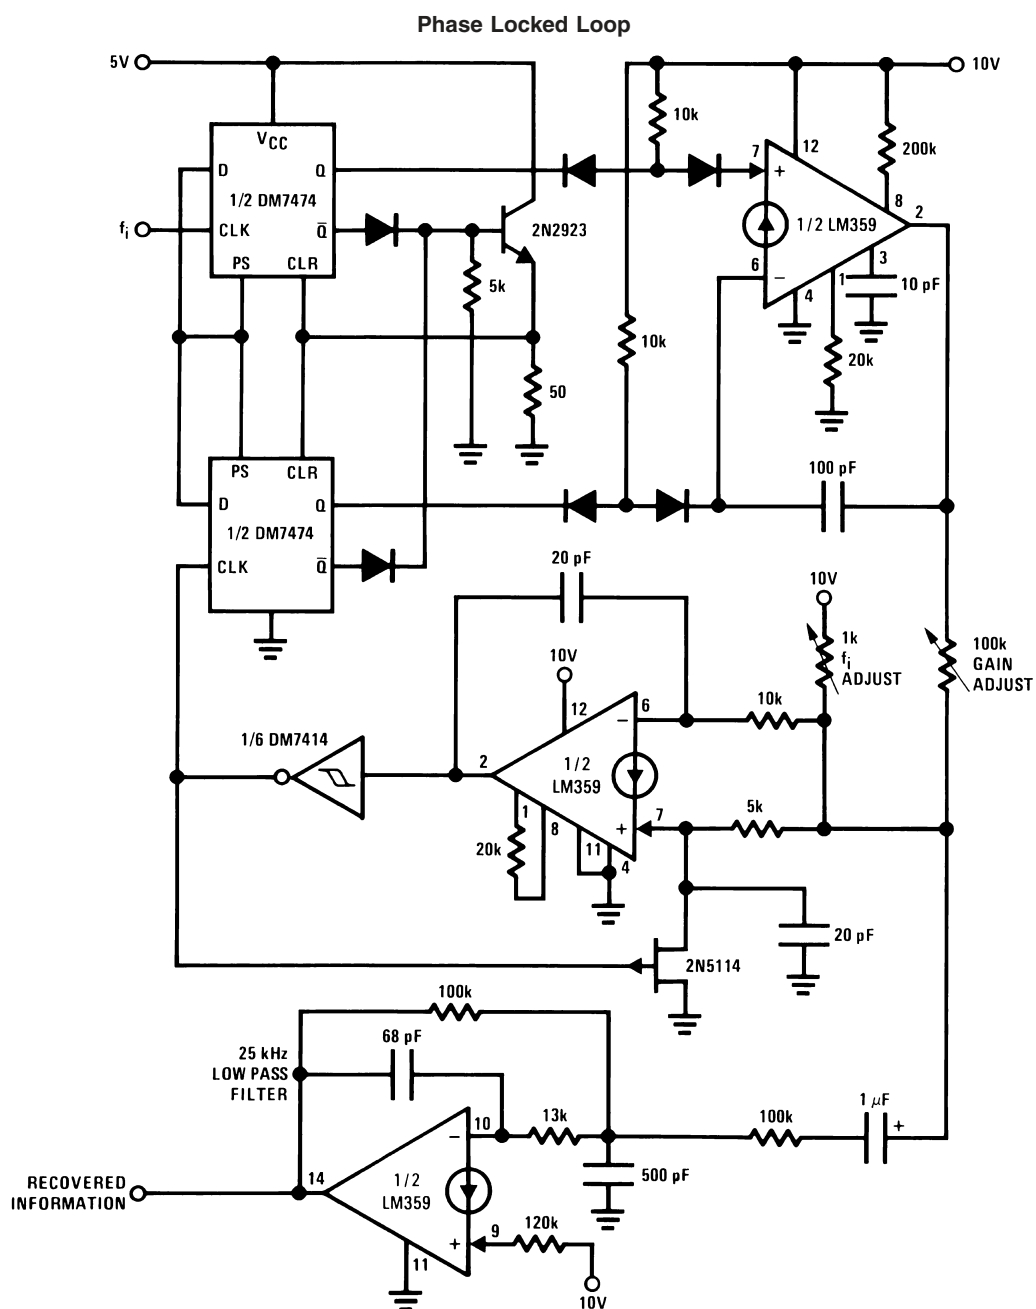 Phase Locked Loop
5V
10V
VCC
10k
12
200k
D
Q
7
+
1/2 DM7474
8
2
fi
CLK
Q̅
2N2923
1/2 LM359
PS
CLR
5k
6
−
4
1
3
10 pF
10k
20k
50
PS
CLR
100 pF
D
Q
1/2 DM7474
CLK
Q̅
20 pF
10V
1k
fi
ADJUST
100k
GAIN
ADJUST
10V
12
6
−
10k
1/6 DM7414
2
1/2
LM359
5k
1
8
+
7
20k
11
4
20 pF
2N5114
100k
25 kHz
LOW PASS
FILTER
68 pF
10
−
13k
100k
1 μF
+
RECOVERED
INFORMATION
14
1/2
LM359
500 pF
9
120k
+
11
10V